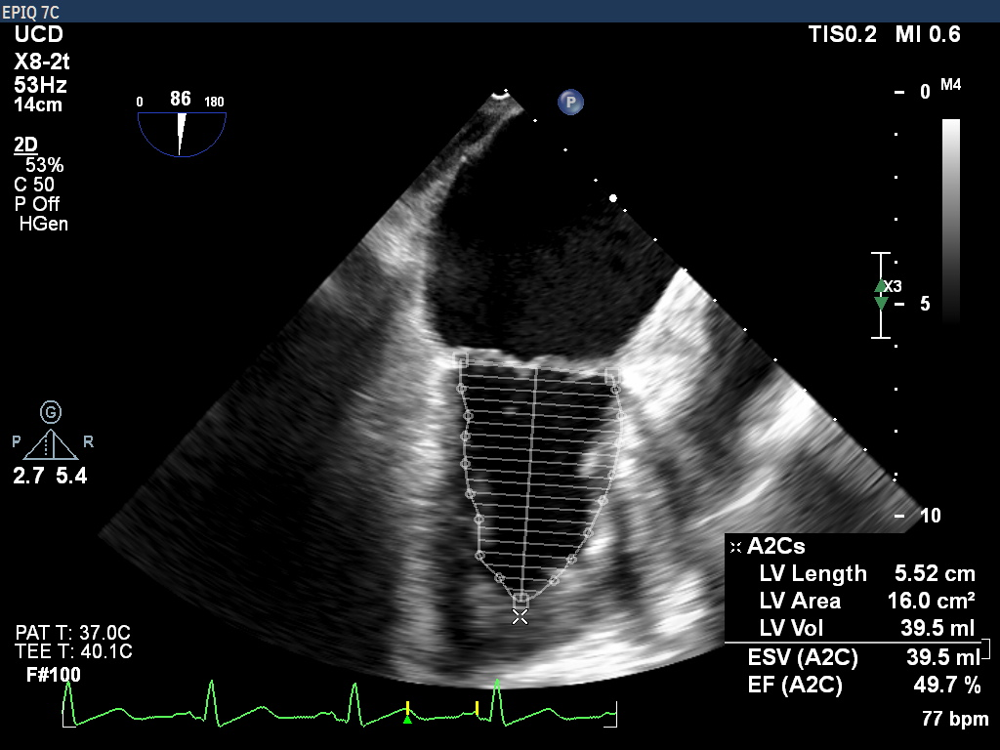 EPIQ 7C
UCD
X8-2t
53Hz
14cm
TIS0.2 MI 0.6
M4
0 86 180
P
2D
53%
C 50
P Off
HGen
0
X3
5
10
G
P R
2.7 5.4
A2Cs
LV Length 5.52 cm
LV Area 16.0 cm²
LV Vol 39.5 ml
ESV (A2C) 39.5 ml
EF (A2C) 49.7 %
PAT T: 37.0C
TEE T: 40.1C
F#100
77 bpm